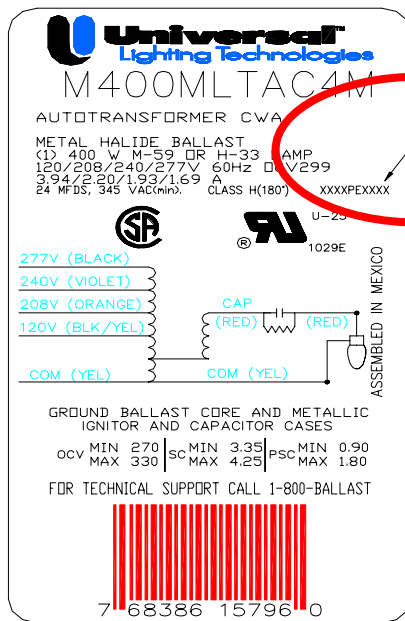 Universal™
Lighting Technologies
M400MLTAC4M
AUTOTRANSFORMER CWA
METAL HALIDE BALLAST
(1) 400 W M-59 OR H-33 LAMP
120/208/240/277V 60Hz OCV299
3.94/2.20/1.93/1.69 A
24 MFDS, 345 VAC(min). CLASS H(180°) XXXXPEXXXX
SA
® RU U-25
1029E
277V (BLACK)
240V (VIOLET)
208V (ORANGE)
120V (BLK/YEL)
COM (YEL)
CAP
(RED) (RED)
COM (YEL)
ASSEMBLED IN MEXICO
GROUND BALLAST CORE AND METALLIC
IGNITOR AND CAPACITOR CASES
OCV MIN 270 SC MIN 3.35 PSC MIN 0.90
MAX 330 MAX 4.25 MAX 1.80
FOR TECHNICAL SUPPORT CALL 1-800-BALLAST
7 68386 15796 0